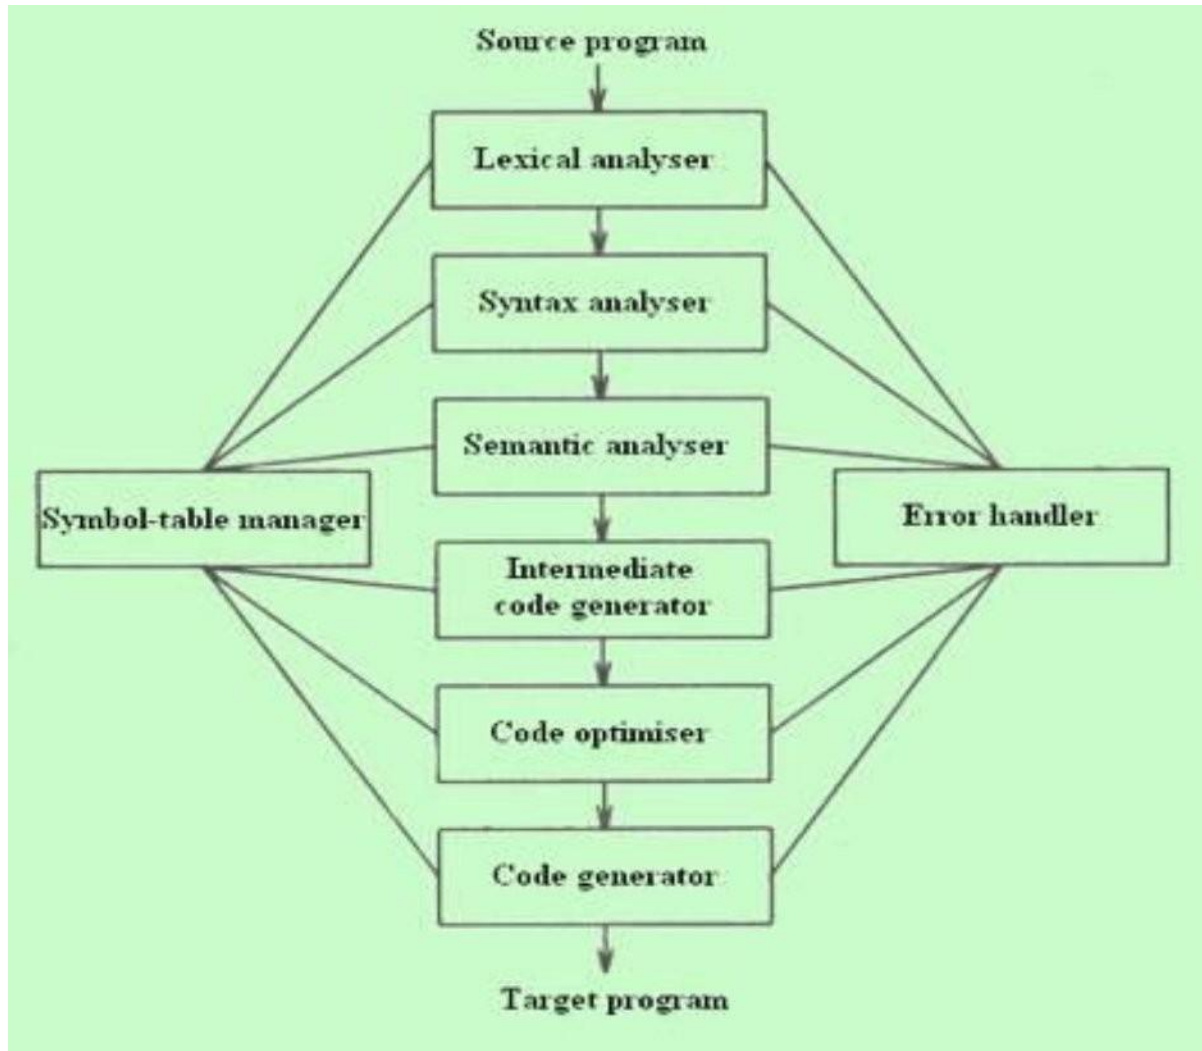 Source program
Lexical analyser
Syntax analyser
Semantic analyser
Symbol-table manager
Error handler
Intermediate
code generator
Code optimiser
Code generator
Target program